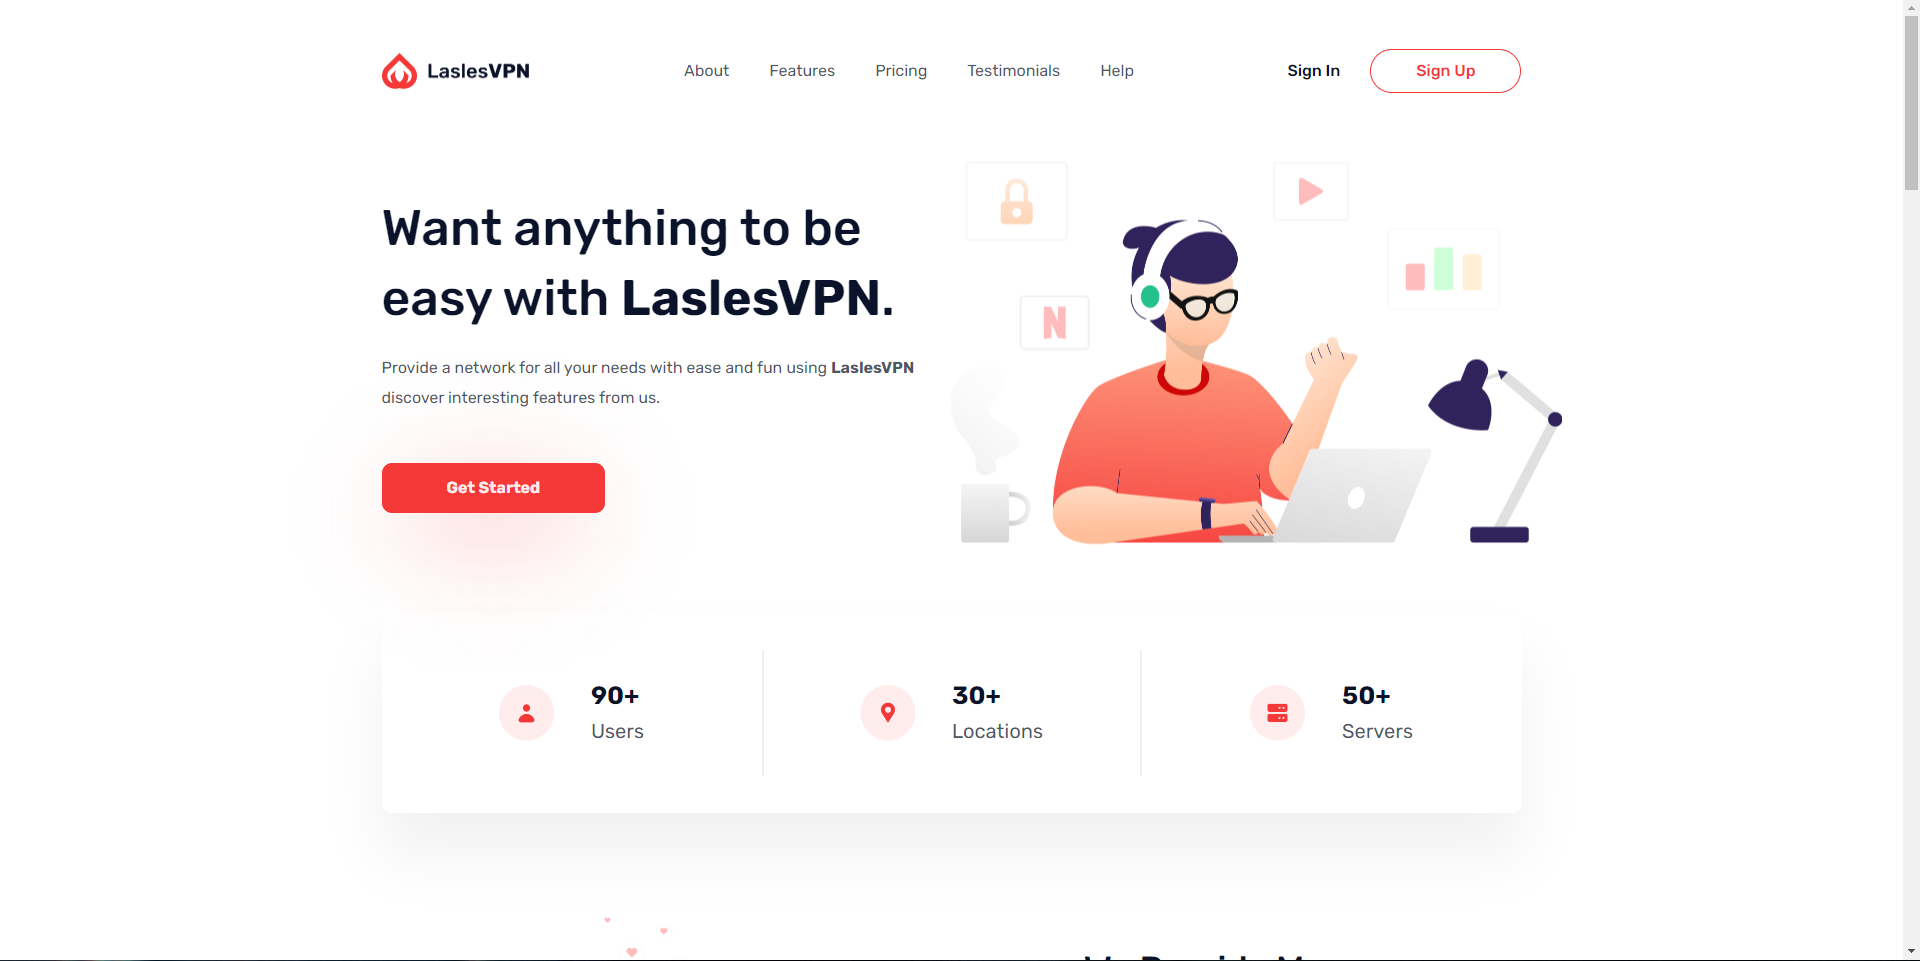 LaslesVPN
About
Features
Pricing
Testimonials
Help
Sign In
Sign Up
Want anything to be
easy with LaslesVPN.
Provide a network for all your needs with ease and fun using LaslesVPN
discover interesting features from us.
Get Started
N
90+
Users
30+
Locations
50+
Servers